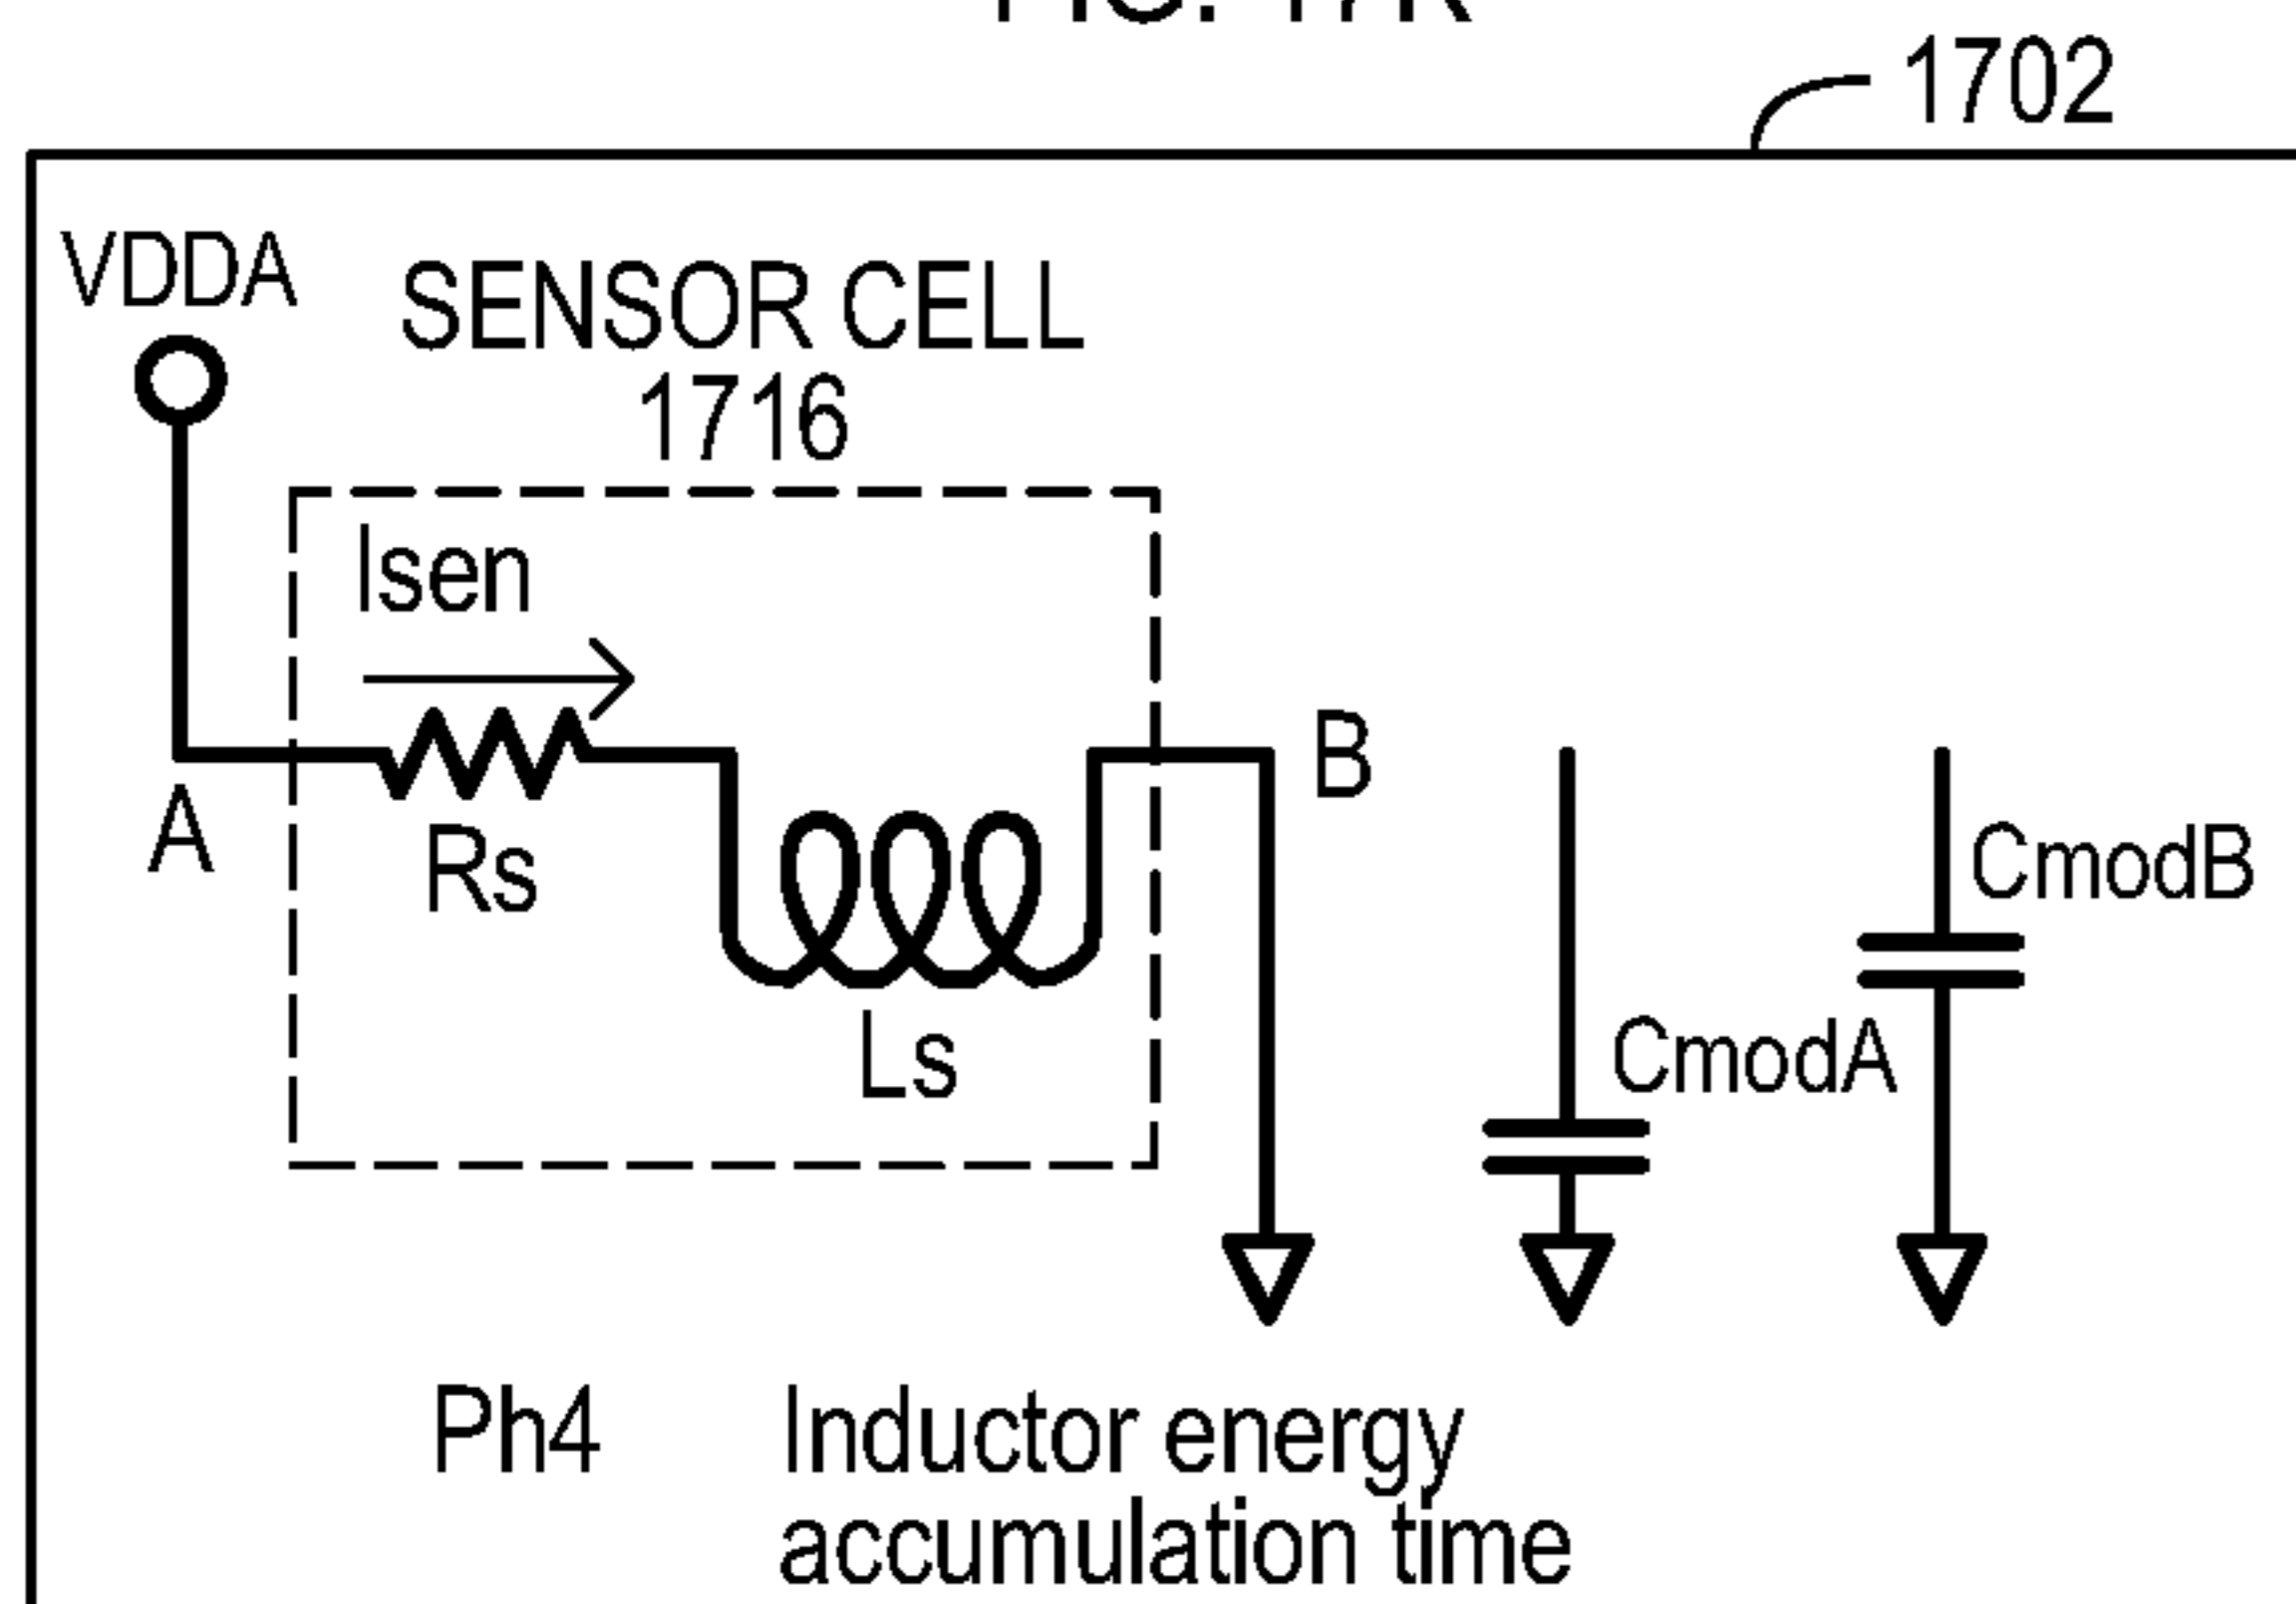 1702
VDDA
SENSOR CELL
1716
Isen
A
Rs
Ls
B
CmodA
CmodB
Ph4
Inductor energy
accumulation time